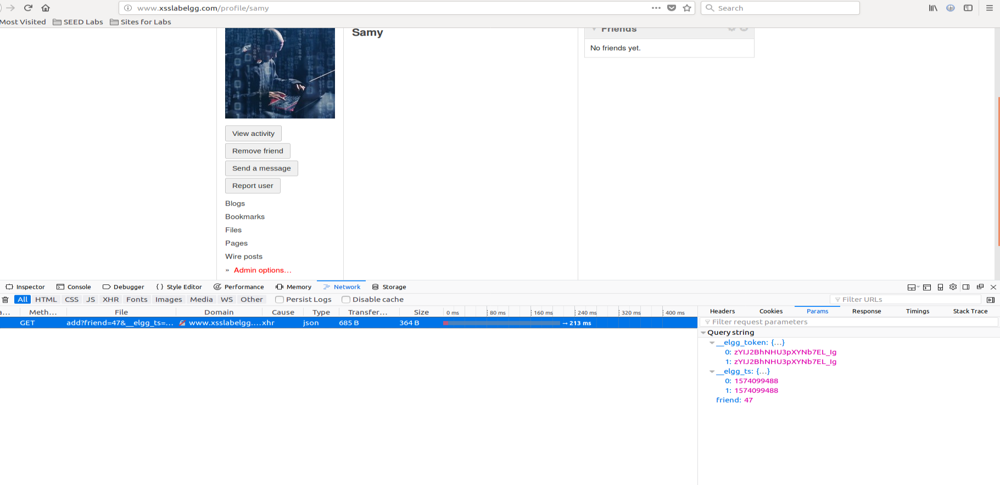 www.xsslabelgg.com/profile/samy
Search
Most Visited SEED Labs Sites for Labs
Samy
Friends
No friends yet.
View activity
Remove friend
Send a message
Report user
Blogs
Bookmarks
Files
Pages
Wire posts
» Admin options…
Inspector Console Debugger Style Editor Performance Memory Network Storage
All HTML CSS JS XHR Fonts Images Media WS Other Persist Logs Disable cache Filter URLs
a… Meth… File Domain Cause Type Transfer… Size 0 ms 80 ms 160 ms 240 ms 320 ms 400 ms
GET add?friend=47&__elgg_ts=… www.xsslabelgg.… xhr json 685 B 364 B → 213 ms
Headers Cookies Params Response Timings Stack Trace
Filter request parameters
Query string
__elgg_token: {…}
0: zYIJ2BhNHU3pXYNb7EL_Ig
1: zYIJ2BhNHU3pXYNb7EL_Ig
__elgg_ts: {…}
0: 1574099488
1: 1574099488
friend: 47